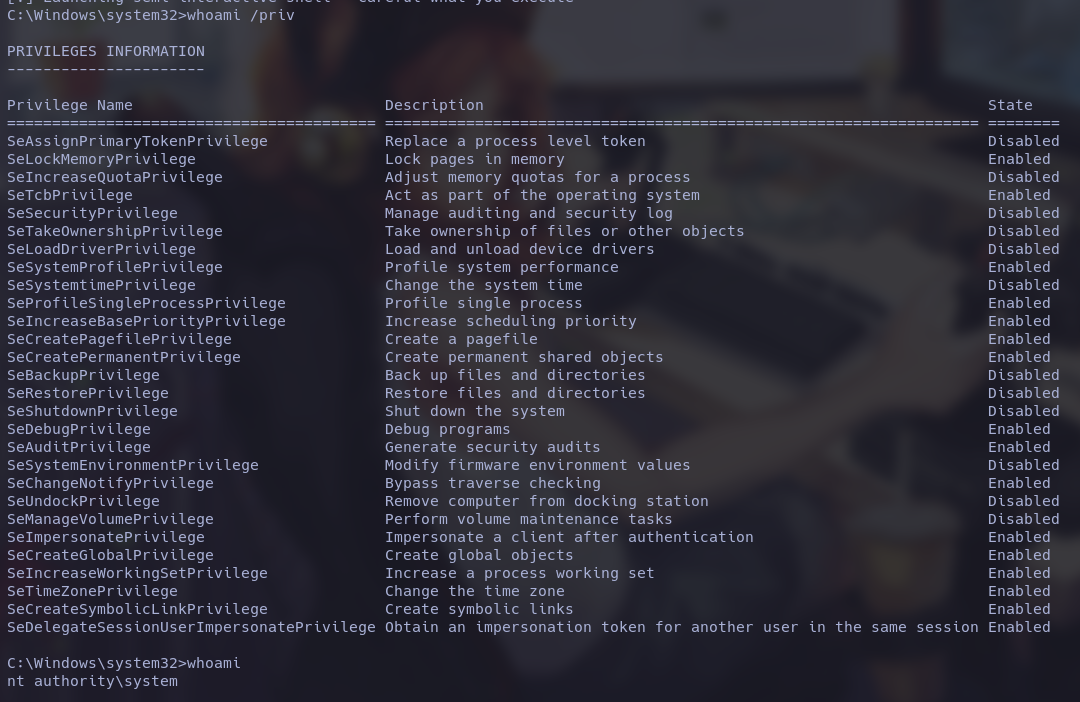 [!] Launching semi-interactive shell - Careful what you execute
C:\Windows\system32>whoami /priv
PRIVILEGES INFORMATION
----------------------
Privilege Name                            Description                                                        State
========================================= ================================================================== ========
SeAssignPrimaryTokenPrivilege             Replace a process level token                                      Disabled
SeLockMemoryPrivilege                     Lock pages in memory                                               Enabled
SeIncreaseQuotaPrivilege                  Adjust memory quotas for a process                                 Disabled
SeTcbPrivilege                            Act as part of the operating system                                Enabled
SeSecurityPrivilege                       Manage auditing and security log                                   Disabled
SeTakeOwnershipPrivilege                  Take ownership of files or other objects                           Disabled
SeLoadDriverPrivilege                     Load and unload device drivers                                     Disabled
SeSystemProfilePrivilege                  Profile system performance                                         Enabled
SeSystemtimePrivilege                     Change the system time                                             Disabled
SeProfileSingleProcessPrivilege           Profile single process                                             Enabled
SeIncreaseBasePriorityPrivilege           Increase scheduling priority                                       Enabled
SeCreatePagefilePrivilege                 Create a pagefile                                                  Enabled
SeCreatePermanentPrivilege                Create permanent shared objects                                    Enabled
SeBackupPrivilege                         Back up files and directories                                      Disabled
SeRestorePrivilege                        Restore files and directories                                      Disabled
SeShutdownPrivilege                       Shut down the system                                               Disabled
SeDebugPrivilege                          Debug programs                                                     Enabled
SeAuditPrivilege                          Generate security audits                                           Enabled
SeSystemEnvironmentPrivilege              Modify firmware environment values                                 Disabled
SeChangeNotifyPrivilege                   Bypass traverse checking                                           Enabled
SeUndockPrivilege                         Remove computer from docking station                               Disabled
SeManageVolumePrivilege                   Perform volume maintenance tasks                                   Disabled
SeImpersonatePrivilege                    Impersonate a client after authentication                          Enabled
SeCreateGlobalPrivilege                   Create global objects                                              Enabled
SeIncreaseWorkingSetPrivilege             Increase a process working set                                     Enabled
SeTimeZonePrivilege                       Change the time zone                                               Enabled
SeCreateSymbolicLinkPrivilege             Create symbolic links                                              Enabled
SeDelegateSessionUserImpersonatePrivilege Obtain an impersonation token for another user in the same session Enabled
C:\Windows\system32>whoami
nt authority\system